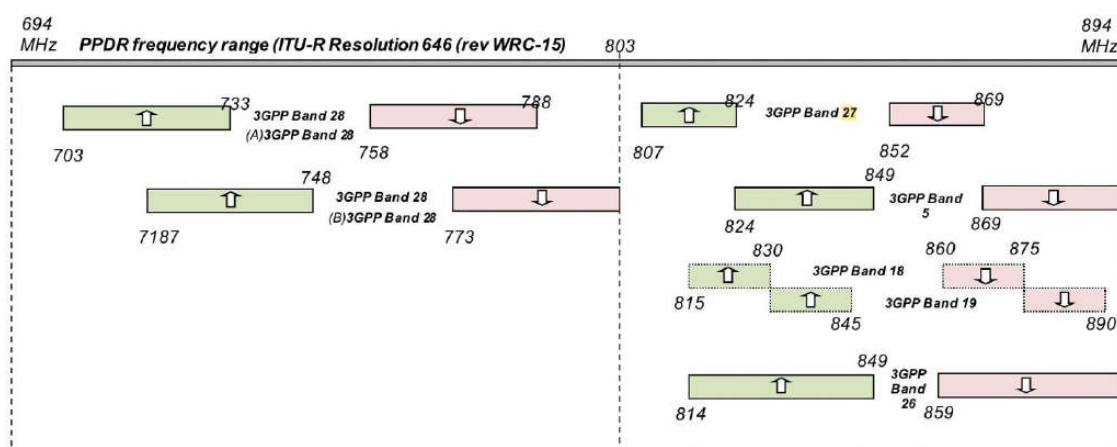 694
MHz
PPDR frequency range (ITU-R Resolution 646 (rev WRC-15)
803
894
MHz
733
3GPP Band 28
(A)3GPP Band 28
788
703
758
824
3GPP Band 27
869
807
852
748
3GPP Band 28
(B)3GPP Band 28
7187
773
849
3GPP Band
5
824
869
830
3GPP Band 18
860
875
815
3GPP Band 19
845
890
849
3GPP
Band
26
814
859